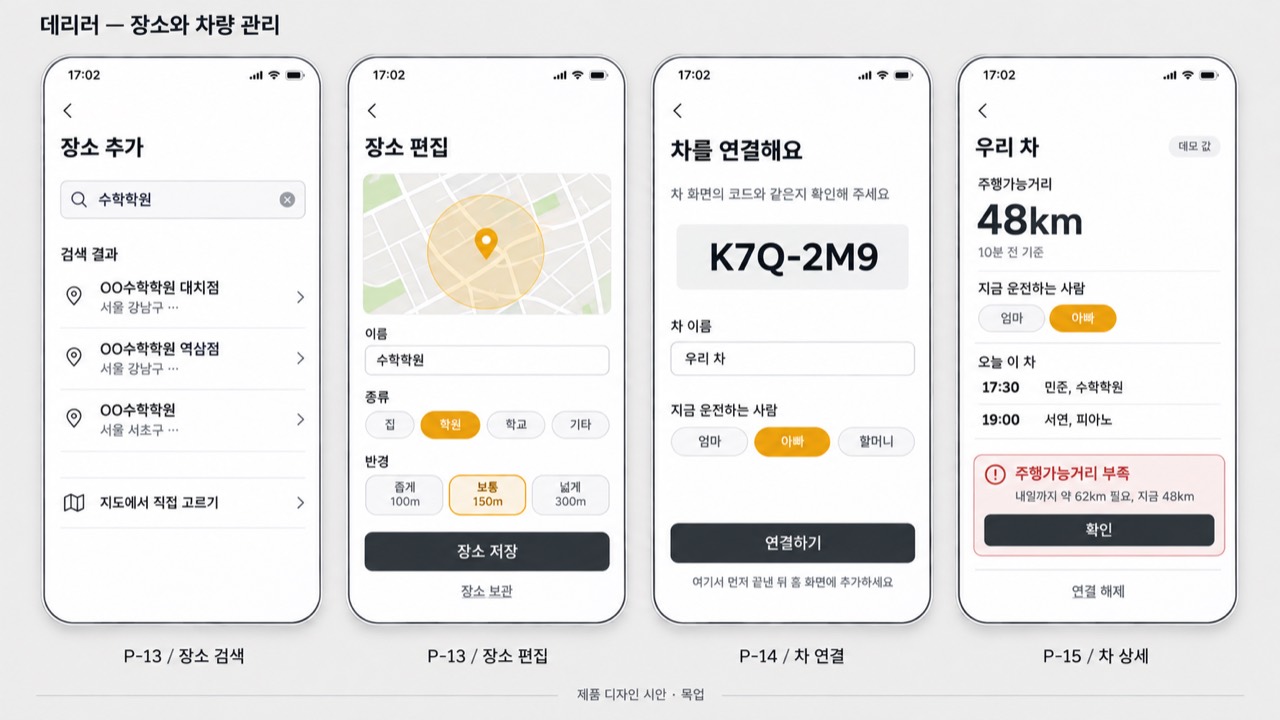 데리러 — 장소와 차량 관리
17:02
장소 추가
수학학원
검색 결과
OO수학학원 대치점
서울 강남구 ···
OO수학학원 역삼점
서울 강남구 ···
OO수학학원
서울 서초구 ···
지도에서 직접 고르기
P-13 / 장소 검색
17:02
장소 편집
이름
수학학원
종류
집 학원 학교 기타
반경
좁게 보통 넓게
100m 150m 300m
장소 저장
장소 보관
P-13 / 장소 편집
17:02
차를 연결해요
차 화면의 코드와 같은지 확인해 주세요
K7Q-2M9
차 이름
우리 차
지금 운전하는 사람
엄마 아빠 할머니
연결하기
여기서 먼저 끝낸 뒤 홈 화면에 추가하세요
P-14 / 차 연결
17:02
우리 차 데모 값
주행가능거리
48km
10분 전 기준
지금 운전하는 사람
엄마 아빠
오늘 이 차
17:30 민준, 수학학원
19:00 서연, 피아노
주행가능거리 부족
내일까지 약 62km 필요, 지금 48km
확인
연결 해제
P-15 / 차 상세
제품 디자인 시안 · 목업